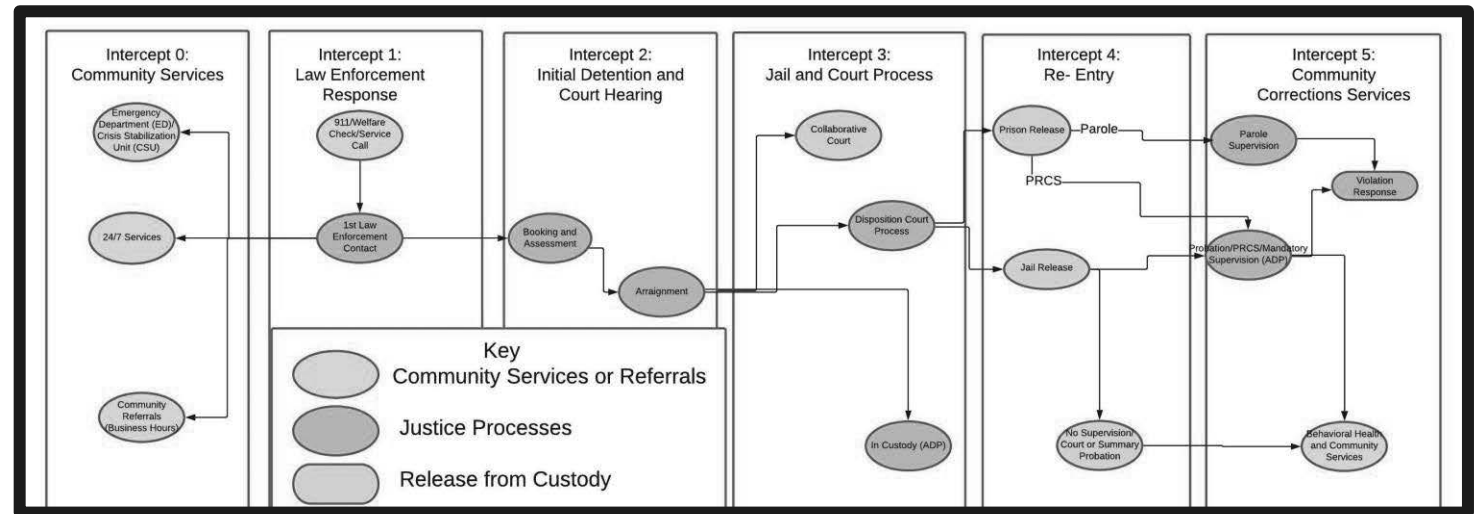 Intercept 0:
Community Services
Emergency
Department (ED)/
Crisis Stabilization
Unit (CSU)
24/7 Services
Community
Referrals
(Business Hours)
Intercept 1:
Law Enforcement
Response
911/Welfare
Check/Service
Call
1st Law
Enforcement
Contact
Intercept 2:
Initial Detention and
Court Hearing
Booking and
Assessment
Arraignment
Intercept 3:
Jail and Court Process
Collaborative
Court
Disposition Court
Process
In Custody (ADP)
Intercept 4:
Re- Entry
Prison Release
Parole
PRCS
Jail Release
No Supervision/
Court or Summary
Probation
Intercept 5:
Community
Corrections Services
Parole
Supervision
Violation
Response
Probation/PRCS/Mandatory
Supervision (ADP)
Behavioral Health
and Community
Services
Key
Community Services or Referrals
Justice Processes
Release from Custody